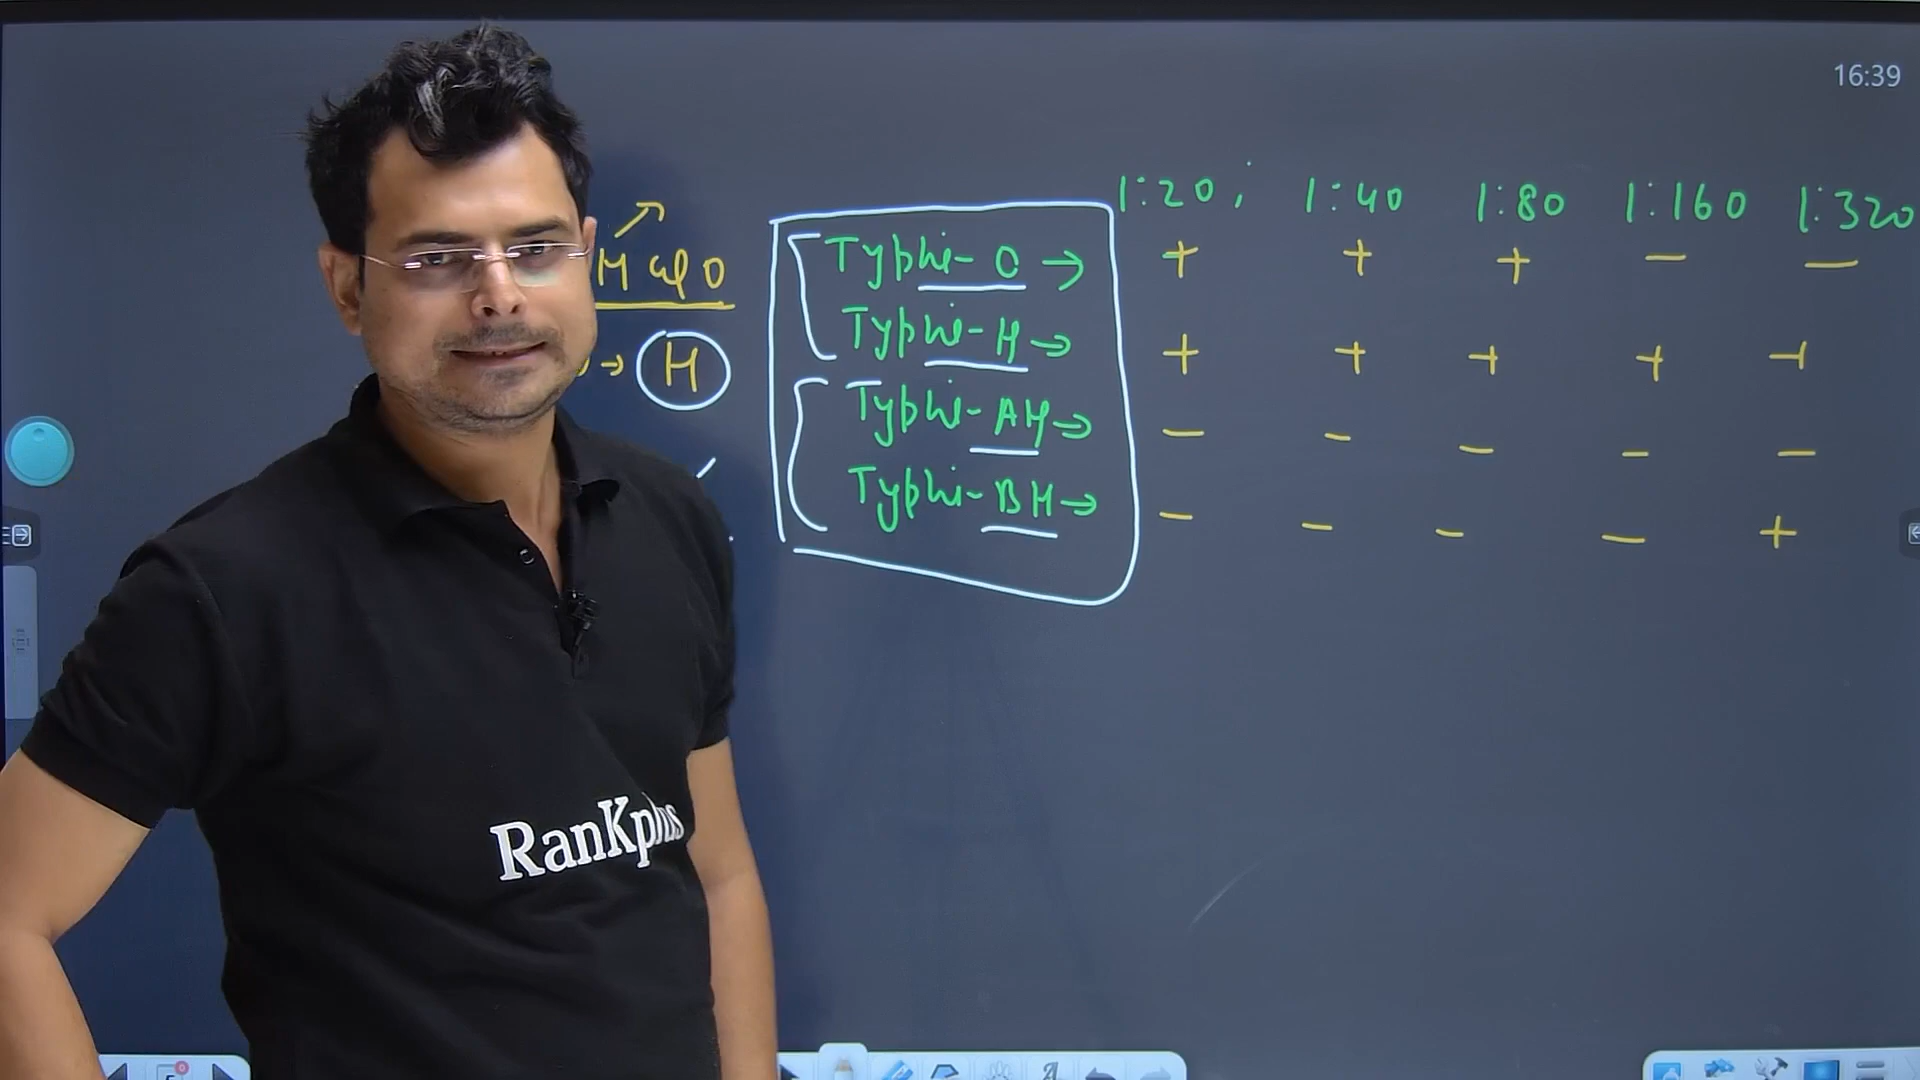 16:39
1:20, 1:40 1:80 1:160 1:320
H
Typhi-O → + + + − −
→ H Typhi-H → + + + + +
Typhi-AH → − − − − −
Typhi-BH → − − − − +
RanKplus